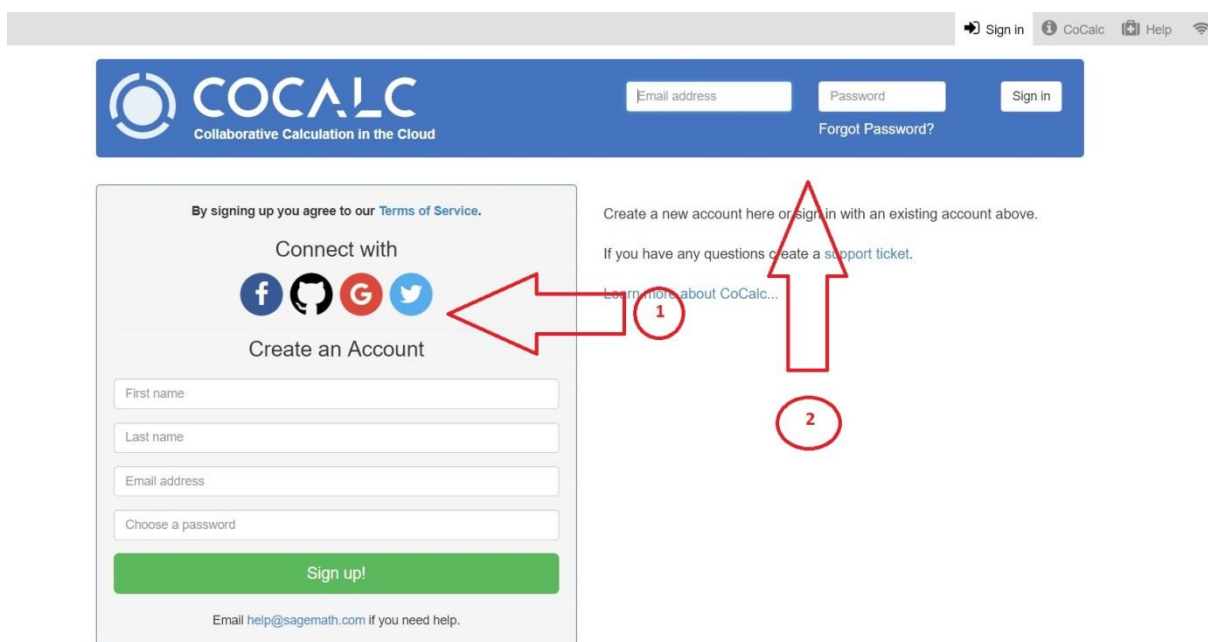 Sign in CoCalc Help
COCALC
Collaborative Calculation in the Cloud
Email address Password Sign in
Forgot Password?
By signing up you agree to our Terms of Service.
Connect with
Create an Account
First name
Last name
Email address
Choose a password
Sign up!
Email help@sagemath.com if you need help.
Create a new account here or sign in with an existing account above.
If you have any questions create a support ticket.
Learn more about CoCalc...
1
2